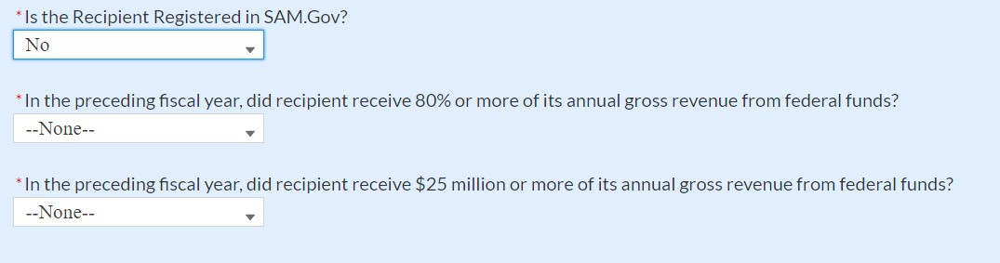 * Is the Recipient Registered in SAM.Gov?
No
* In the preceding fiscal year, did recipient receive 80% or more of its annual gross revenue from federal funds?
--None--
* In the preceding fiscal year, did recipient receive $25 million or more of its annual gross revenue from federal funds?
--None--